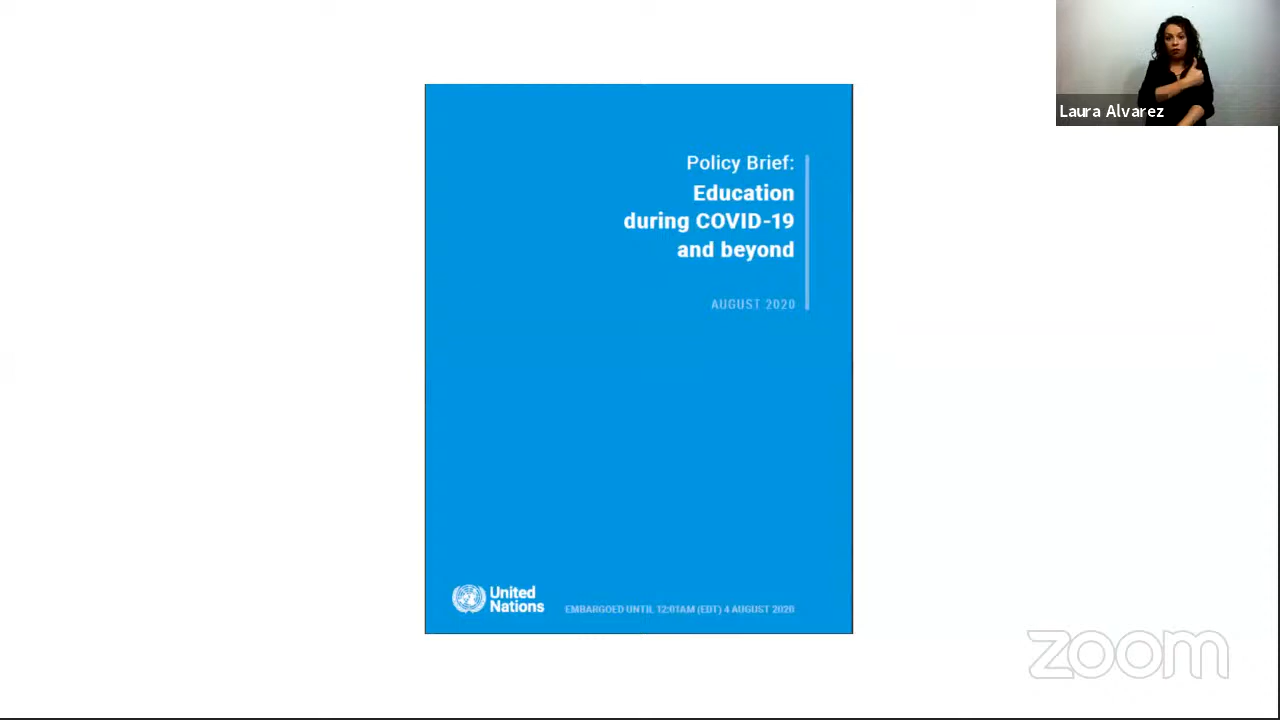 Laura Alvarez
Policy Brief:
Education
during COVID-19
and beyond
AUGUST 2020
United
Nations
EMBARGOED UNTIL 12:01AM (EDT) 4 AUGUST 2020
zoom